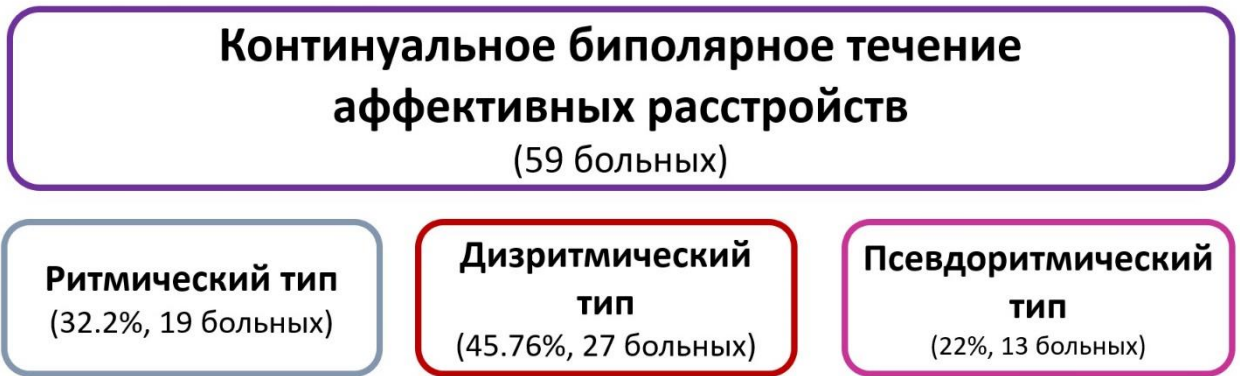 Континуальное биполярное течение
аффективных расстройств
(59 больных)
Ритмический тип
(32.2%, 19 больных)
Дизритмический
тип
(45.76%, 27 больных)
Псевдоритмический
тип
(22%, 13 больных)